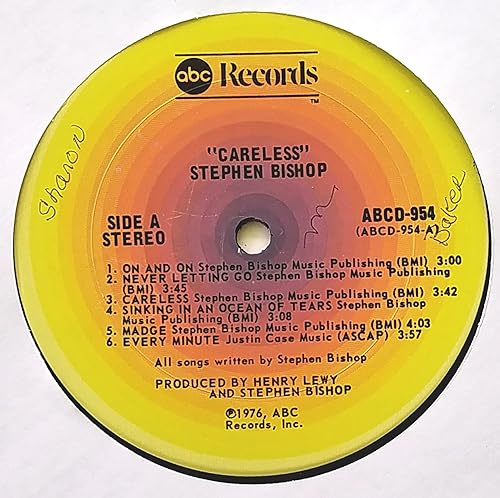 abc Records
TM
"CARELESS"
STEPHEN BISHOP
Sharon
Baker
m
SIDE A
STEREO
ABCD-954
(ABCD-954-A)
1. ON AND ON Stephen Bishop Music Publishing (BMI) 3:00
2. NEVER LETTING GO Stephen Bishop Music Publishing
(BMI) 3:45
3. CARELESS Stephen Bishop Music Publishing (BMI) 3:42
4. SINKING IN AN OCEAN OF TEARS Stephen Bishop
Music Publishing (BMI) 3:08
5. MADGE Stephen Bishop Music Publishing (BMI) 4:03
6. EVERY MINUTE Justin Case Music (ASCAP) 3:57
All songs written by Stephen Bishop
PRODUCED BY HENRY LEWY
AND STEPHEN BISHOP
℗1976, ABC
Records, Inc.